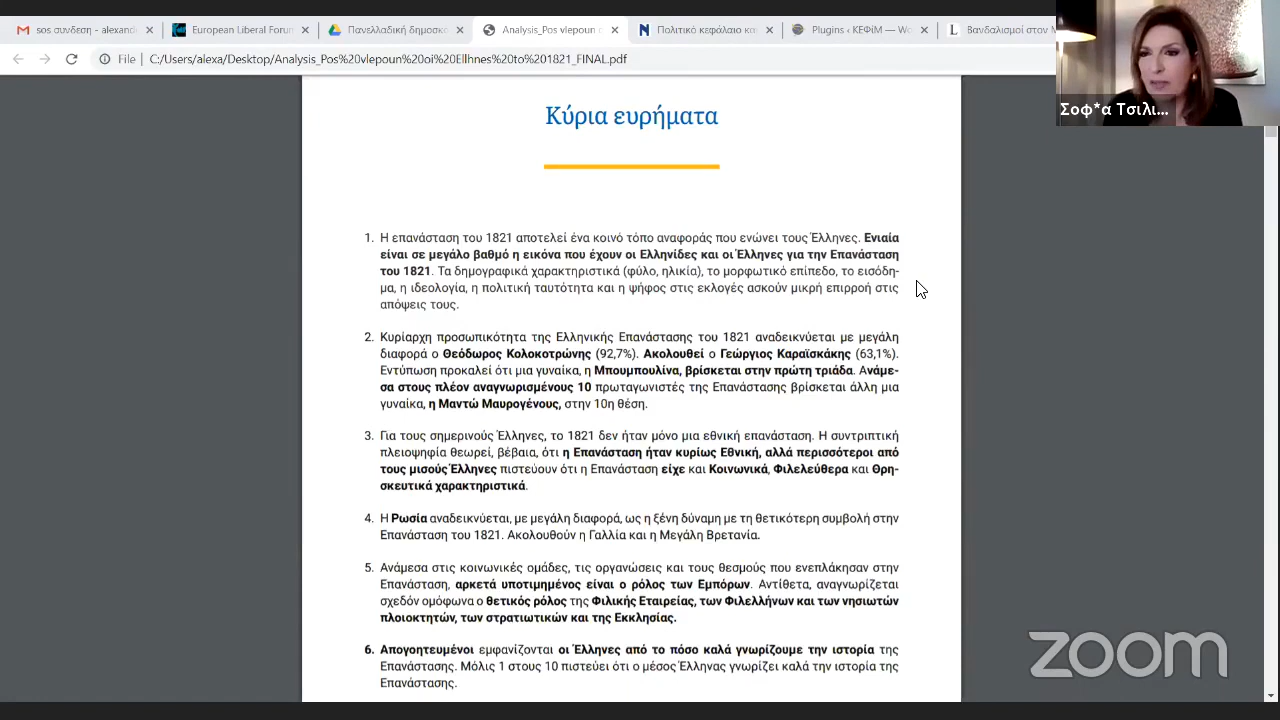 sos συνδεση - alexand
European Liberal Forum
Πανελλαδική δημοσκ
Analysis_Pos vlepoun o
Πολιτικό κεφάλαιο κα
Plugins ‹ ΚΕΦίΜ — Wo
Βανδαλισμοί στον Μ
File | C:/Users/alexa/Desktop/Analysis_Pos%20vlepoun%20oi%20Ellhnes%20to%201821_FINAL.pdf
Σοφ*α Τσιλι...
Κύρια ευρήματα
1. Η επανάσταση του 1821 αποτελεί ένα κοινό τόπο αναφοράς που ενώνει τους Έλληνες. Ενιαία
είναι σε μεγάλο βαθμό η εικόνα που έχουν οι Ελληνίδες και οι Έλληνες για την Επανάσταση
του 1821. Τα δημογραφικά χαρακτηριστικά (φύλο, ηλικία), το μορφωτικό επίπεδο, το εισόδη-
μα, η ιδεολογία, η πολιτική ταυτότητα και η ψήφος στις εκλογές ασκούν μικρή επιρροή στις
απόψεις τους.
2. Κυρίαρχη προσωπικότητα της Ελληνικής Επανάστασης του 1821 αναδεικνύεται με μεγάλη
διαφορά ο Θεόδωρος Κολοκοτρώνης (92,7%). Ακολουθεί ο Γεώργιος Καραϊσκάκης (63,1%).
Εντύπωση προκαλεί ότι μια γυναίκα, η Μπουμπουλίνα, βρίσκεται στην πρώτη τριάδα. Ανάμε-
σα στους πλέον αναγνωρισμένους 10 πρωταγωνιστές της Επανάστασης βρίσκεται άλλη μια
γυναίκα, η Μαντώ Μαυρογένους, στην 10η θέση.
3. Για τους σημερινούς Έλληνες, το 1821 δεν ήταν μόνο μια εθνική επανάσταση. Η συντριπτική
πλειοψηφία θεωρεί, βέβαια, ότι η Επανάσταση ήταν κυρίως Εθνική, αλλά περισσότεροι από
τους μισούς Έλληνες πιστεύουν ότι η Επανάσταση είχε και Κοινωνικά, Φιλελεύθερα και Θρη-
σκευτικά χαρακτηριστικά.
4. Η Ρωσία αναδεικνύεται, με μεγάλη διαφορά, ως η ξένη δύναμη με τη θετικότερη συμβολή στην
Επανάσταση του 1821. Ακολουθούν η Γαλλία και η Μεγάλη Βρετανία.
5. Ανάμεσα στις κοινωνικές ομάδες, τις οργανώσεις και τους θεσμούς που ενεπλάκησαν στην
Επανάσταση, αρκετά υποτιμημένος είναι ο ρόλος των Εμπόρων. Αντίθετα, αναγνωρίζεται
σχεδόν ομόφωνα ο θετικός ρόλος της Φιλικής Εταιρείας, των Φιλελλήνων και των νησιωτών
πλοιοκτητών, των στρατιωτικών και της Εκκλησίας.
6. Απογοητευμένοι εμφανίζονται οι Έλληνες από το πόσο καλά γνωρίζουμε την ιστορία της
Επανάστασης. Μόλις 1 στους 10 πιστεύει ότι ο μέσος Έλληνας γνωρίζει καλά την ιστορία της
Επανάστασης.
zoom